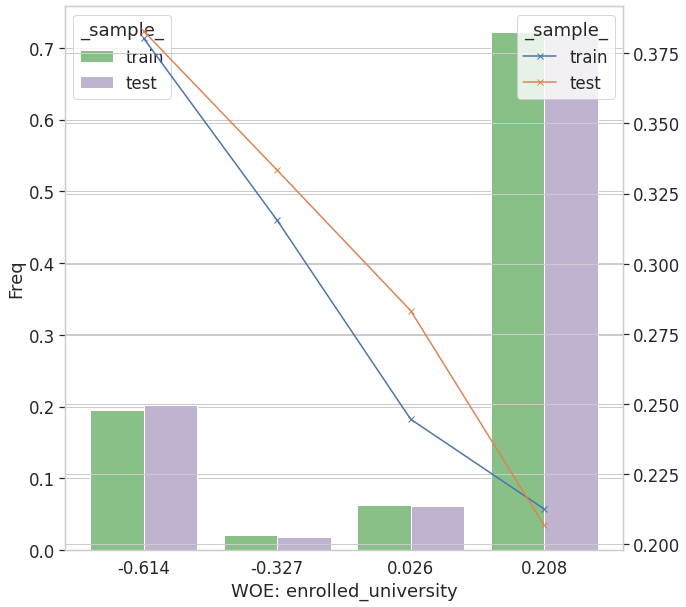 _sample_
train
test
_sample_
train
test
Freq
0.7
0.6
0.5
0.4
0.3
0.2
0.1
0.0
0.375
0.350
0.325
0.300
0.275
0.250
0.225
0.200
-0.614 -0.327 0.026 0.208
WOE: enrolled_university